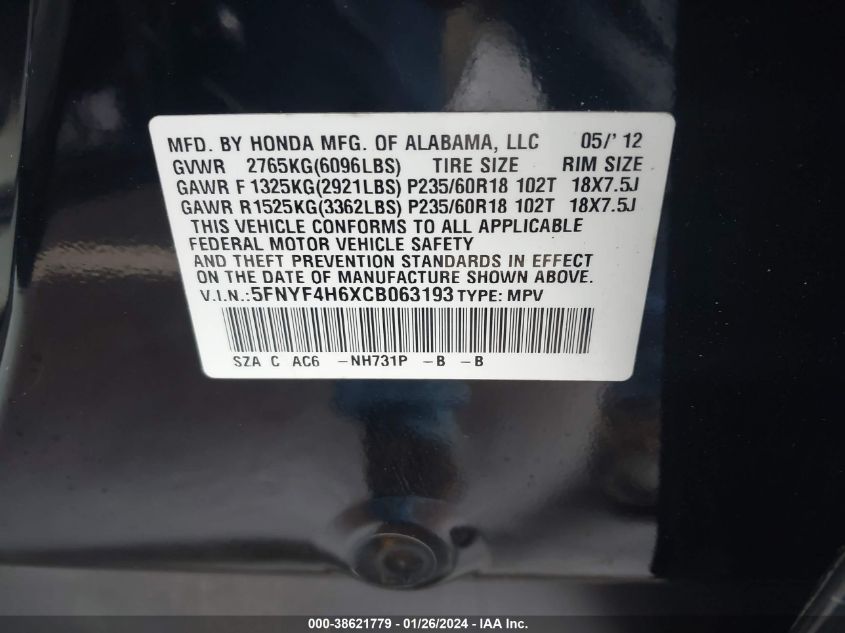 MFD. BY HONDA MFG. OF ALABAMA, LLC 05/' 12
GVWR 2765KG(6096LBS) TIRE SIZE RIM SIZE
GAWR F 1325KG(2921LBS) P235/60R18 102T 18X7.5J
GAWR R1525KG(3362LBS) P235/60R18 102T 18X7.5J
THIS VEHICLE CONFORMS TO ALL APPLICABLE
FEDERAL MOTOR VEHICLE SAFETY
AND THEFT PREVENTION STANDARDS IN EFFECT
ON THE DATE OF MANUFACTURE SHOWN ABOVE.
V.I.N.:5FNYF4H6XCB063193 TYPE: MPV
SZA C AC6 -NH731P -B -B
000-38621779 - 01/26/2024 - IAA Inc.